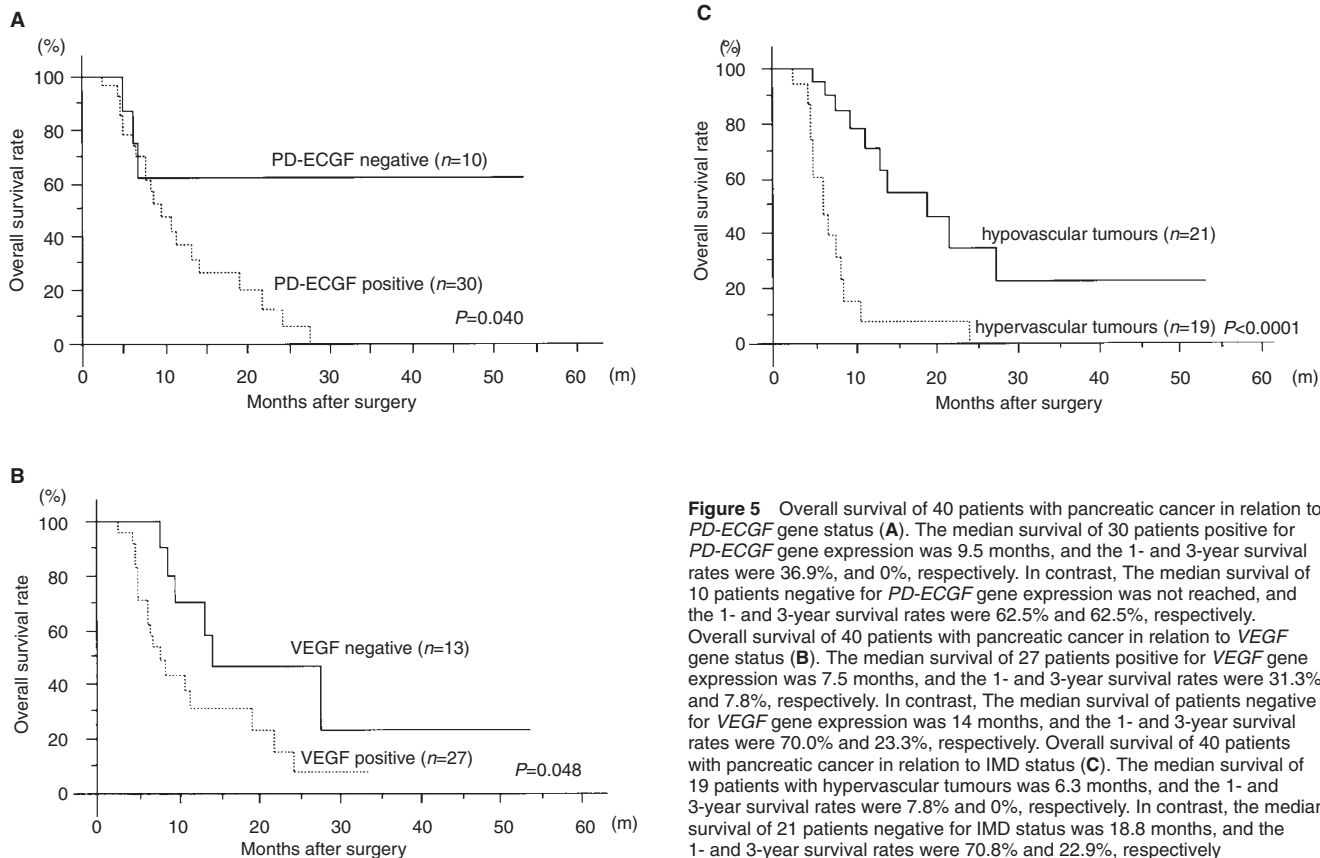 A
(%)
100
80
60
40
20
0
Overall survival rate
PD-ECGF negative (n=10)
PD-ECGF positive (n=30)
P=0.040
0 10 20 30 40 50 60 (m)
Months after surgery
C
(%)
100
80
60
40
20
0
Overall survival rate
hypovascular tumours (n=21)
hypervascular tumours (n=19) P<0.0001
0 10 20 30 40 50 60 (m)
Months after surgery
B
(%)
100
80
60
40
20
0
Overall survival rate
VEGF negative (n=13)
VEGF positive (n=27)
P=0.048
0 10 20 30 40 50 60 (m)
Months after surgery
Figure 5 Overall survival of 40 patients with pancreatic cancer in relation to
PD-ECGF gene status (A). The median survival of 30 patients positive for
PD-ECGF gene expression was 9.5 months, and the 1- and 3-year survival
rates were 36.9%, and 0%, respectively. In contrast, The median survival of
10 patients negative for PD-ECGF gene expression was not reached, and
the 1- and 3-year survival rates were 62.5% and 62.5%, respectively.
Overall survival of 40 patients with pancreatic cancer in relation to VEGF
gene status (B). The median survival of 27 patients positive for VEGF gene
expression was 7.5 months, and the 1- and 3-year survival rates were 31.3%
and 7.8%, respectively. In contrast, The median survival of patients negative
for VEGF gene expression was 14 months, and the 1- and 3-year survival
rates were 70.0% and 23.3%, respectively. Overall survival of 40 patients
with pancreatic cancer in relation to IMD status (C). The median survival of
19 patients with hypervascular tumours was 6.3 months, and the 1- and
3-year survival rates were 7.8% and 0%, respectively. In contrast, the median
survival of 21 patients negative for IMD status was 18.8 months, and the
1- and 3-year survival rates were 70.8% and 22.9%, respectively